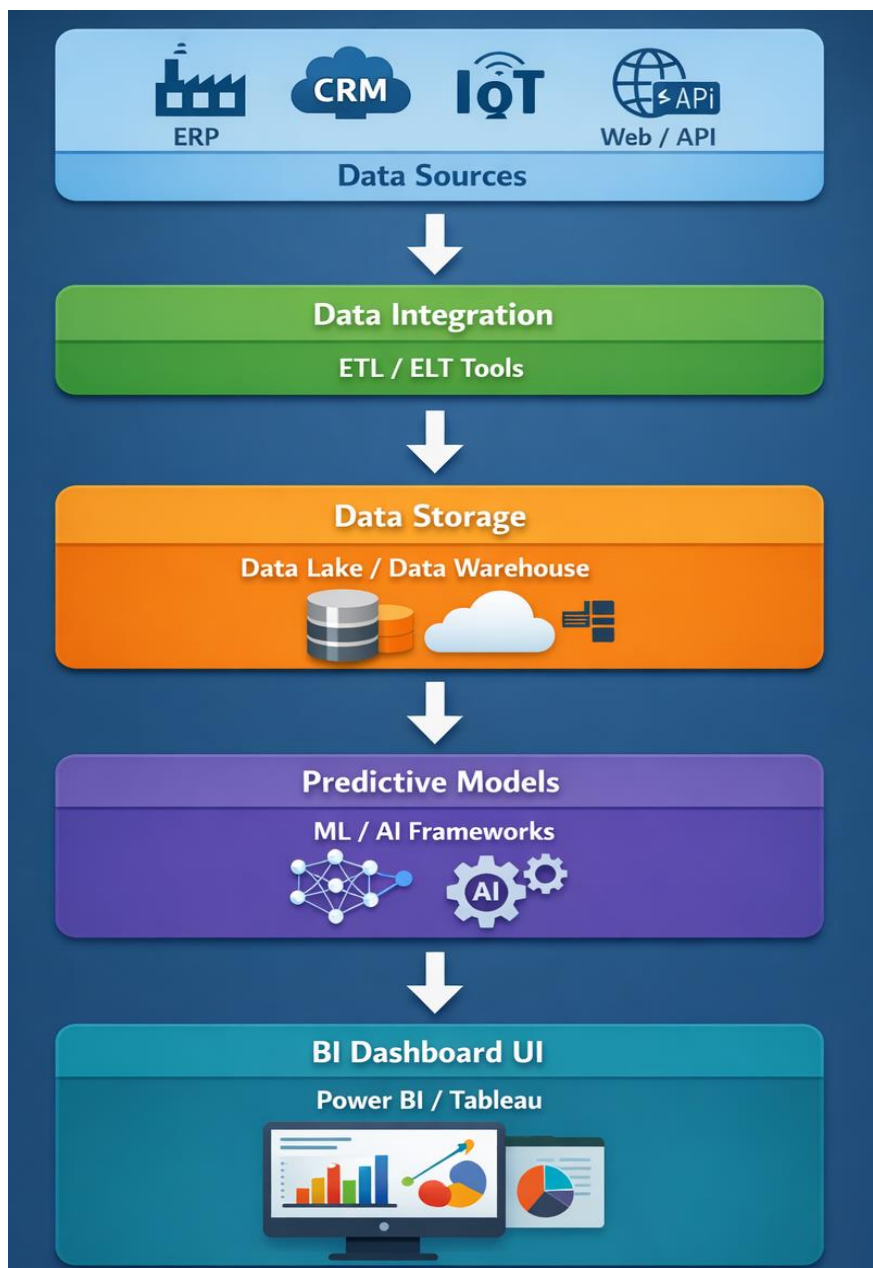 CRM
IoT
APi
ERP
Web / API
Data Sources
Data Integration
ETL / ELT Tools
Data Storage
Data Lake / Data Warehouse
Predictive Models
ML / AI Frameworks
AI
BI Dashboard UI
Power BI / Tableau